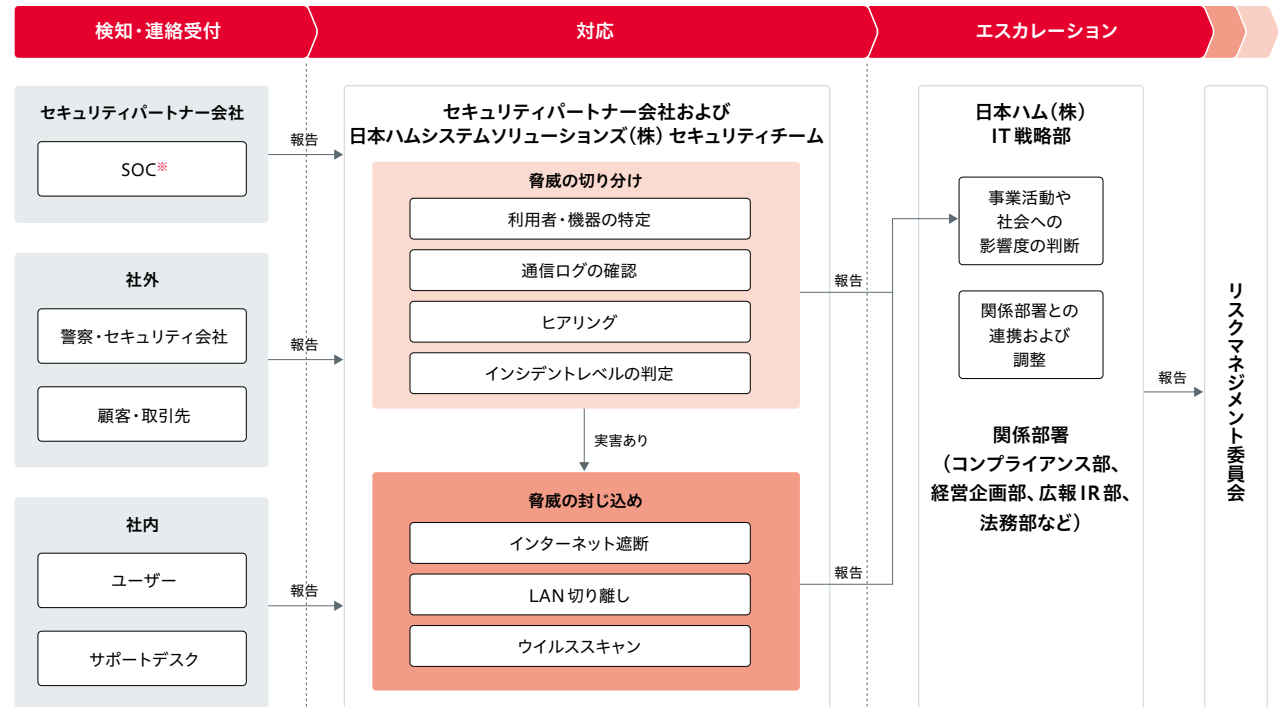 検知・連絡受付
対応
エスカレーション
セキュリティパートナー会社
SOC※
報告
社外
警察・セキュリティ会社
顧客・取引先
報告
社内
ユーザー
サポートデスク
報告
セキュリティパートナー会社および
日本ハムシステムソリューションズ(株) セキュリティチーム
脅威の切り分け
利用者・機器の特定
通信ログの確認
ヒアリング
インシデントレベルの判定
報告
実害あり
脅威の封じ込め
インターネット遮断
LAN切り離し
ウイルススキャン
報告
日本ハム(株)
IT戦略部
事業活動や
社会への
影響度の判断
関係部署との
連携および
調整
関係部署
(コンプライアンス部、
経営企画部、広報IR部、
法務部など)
報告
リスクマネジメント委員会